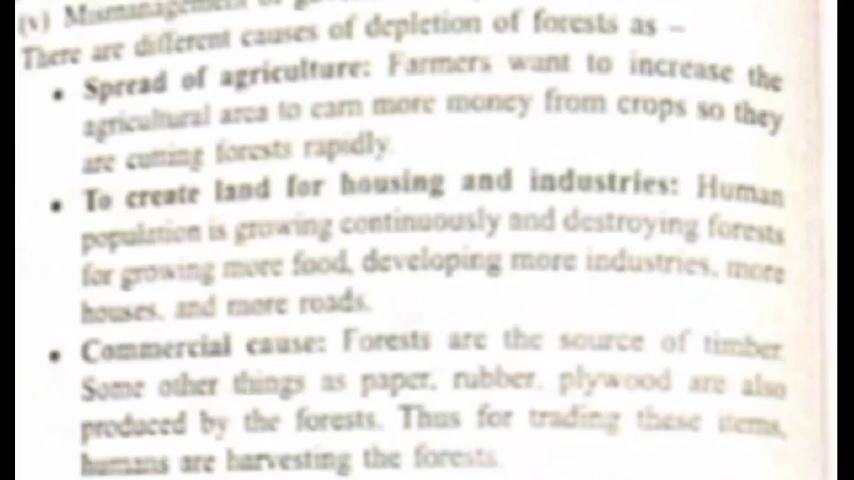 (v) Mismanagement of
There are different causes of depletion of forests as –
• Spread of agriculture: Farmers want to increase the
agricultural area to earn more money from crops so they
are cutting forests rapidly.
• To create land for housing and industries: Human
population is growing continuously and destroying forests
for growing more food, developing more industries, more
houses, and more roads.
• Commercial cause: Forests are the source of timber.
Some other things as paper, rubber, plywood are also
produced by the forests. Thus for trading these items,
humans are harvesting the forests.